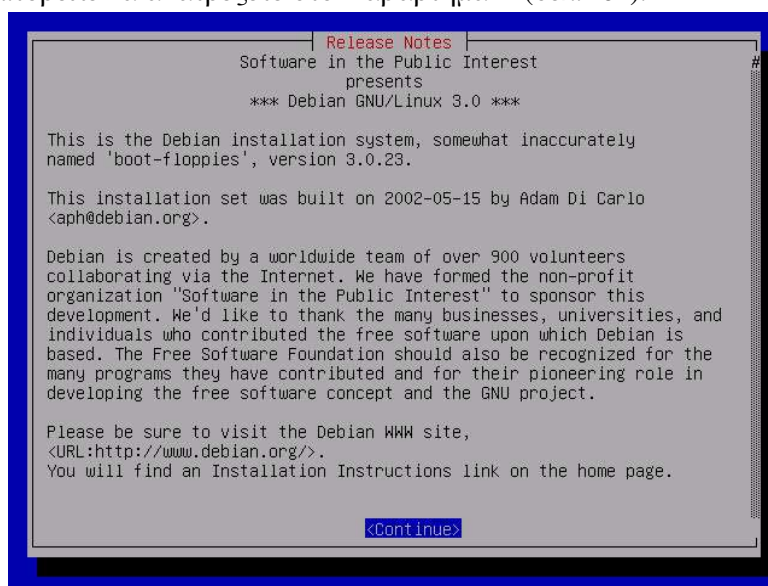 Release Notes
Software in the Public Interest
presents
*** Debian GNU/Linux 3.0 ***
This is the Debian installation system, somewhat inaccurately
named 'boot-floppies', version 3.0.23.
This installation set was built on 2002-05-15 by Adam Di Carlo
<aph@debian.org>.
Debian is created by a worldwide team of over 900 volunteers
collaborating via the Internet. We have formed the non-profit
organization "Software in the Public Interest" to sponsor this
development. We'd like to thank the many businesses, universities, and
individuals who contributed the free software upon which Debian is
based. The Free Software Foundation should also be recognized for the
many programs they have contributed and for their pioneering role in
developing the free software concept and the GNU project.
Please be sure to visit the Debian WWW site,
<URL:http://www.debian.org/>.
You will find an Installation Instructions link on the home page.
<Continue>